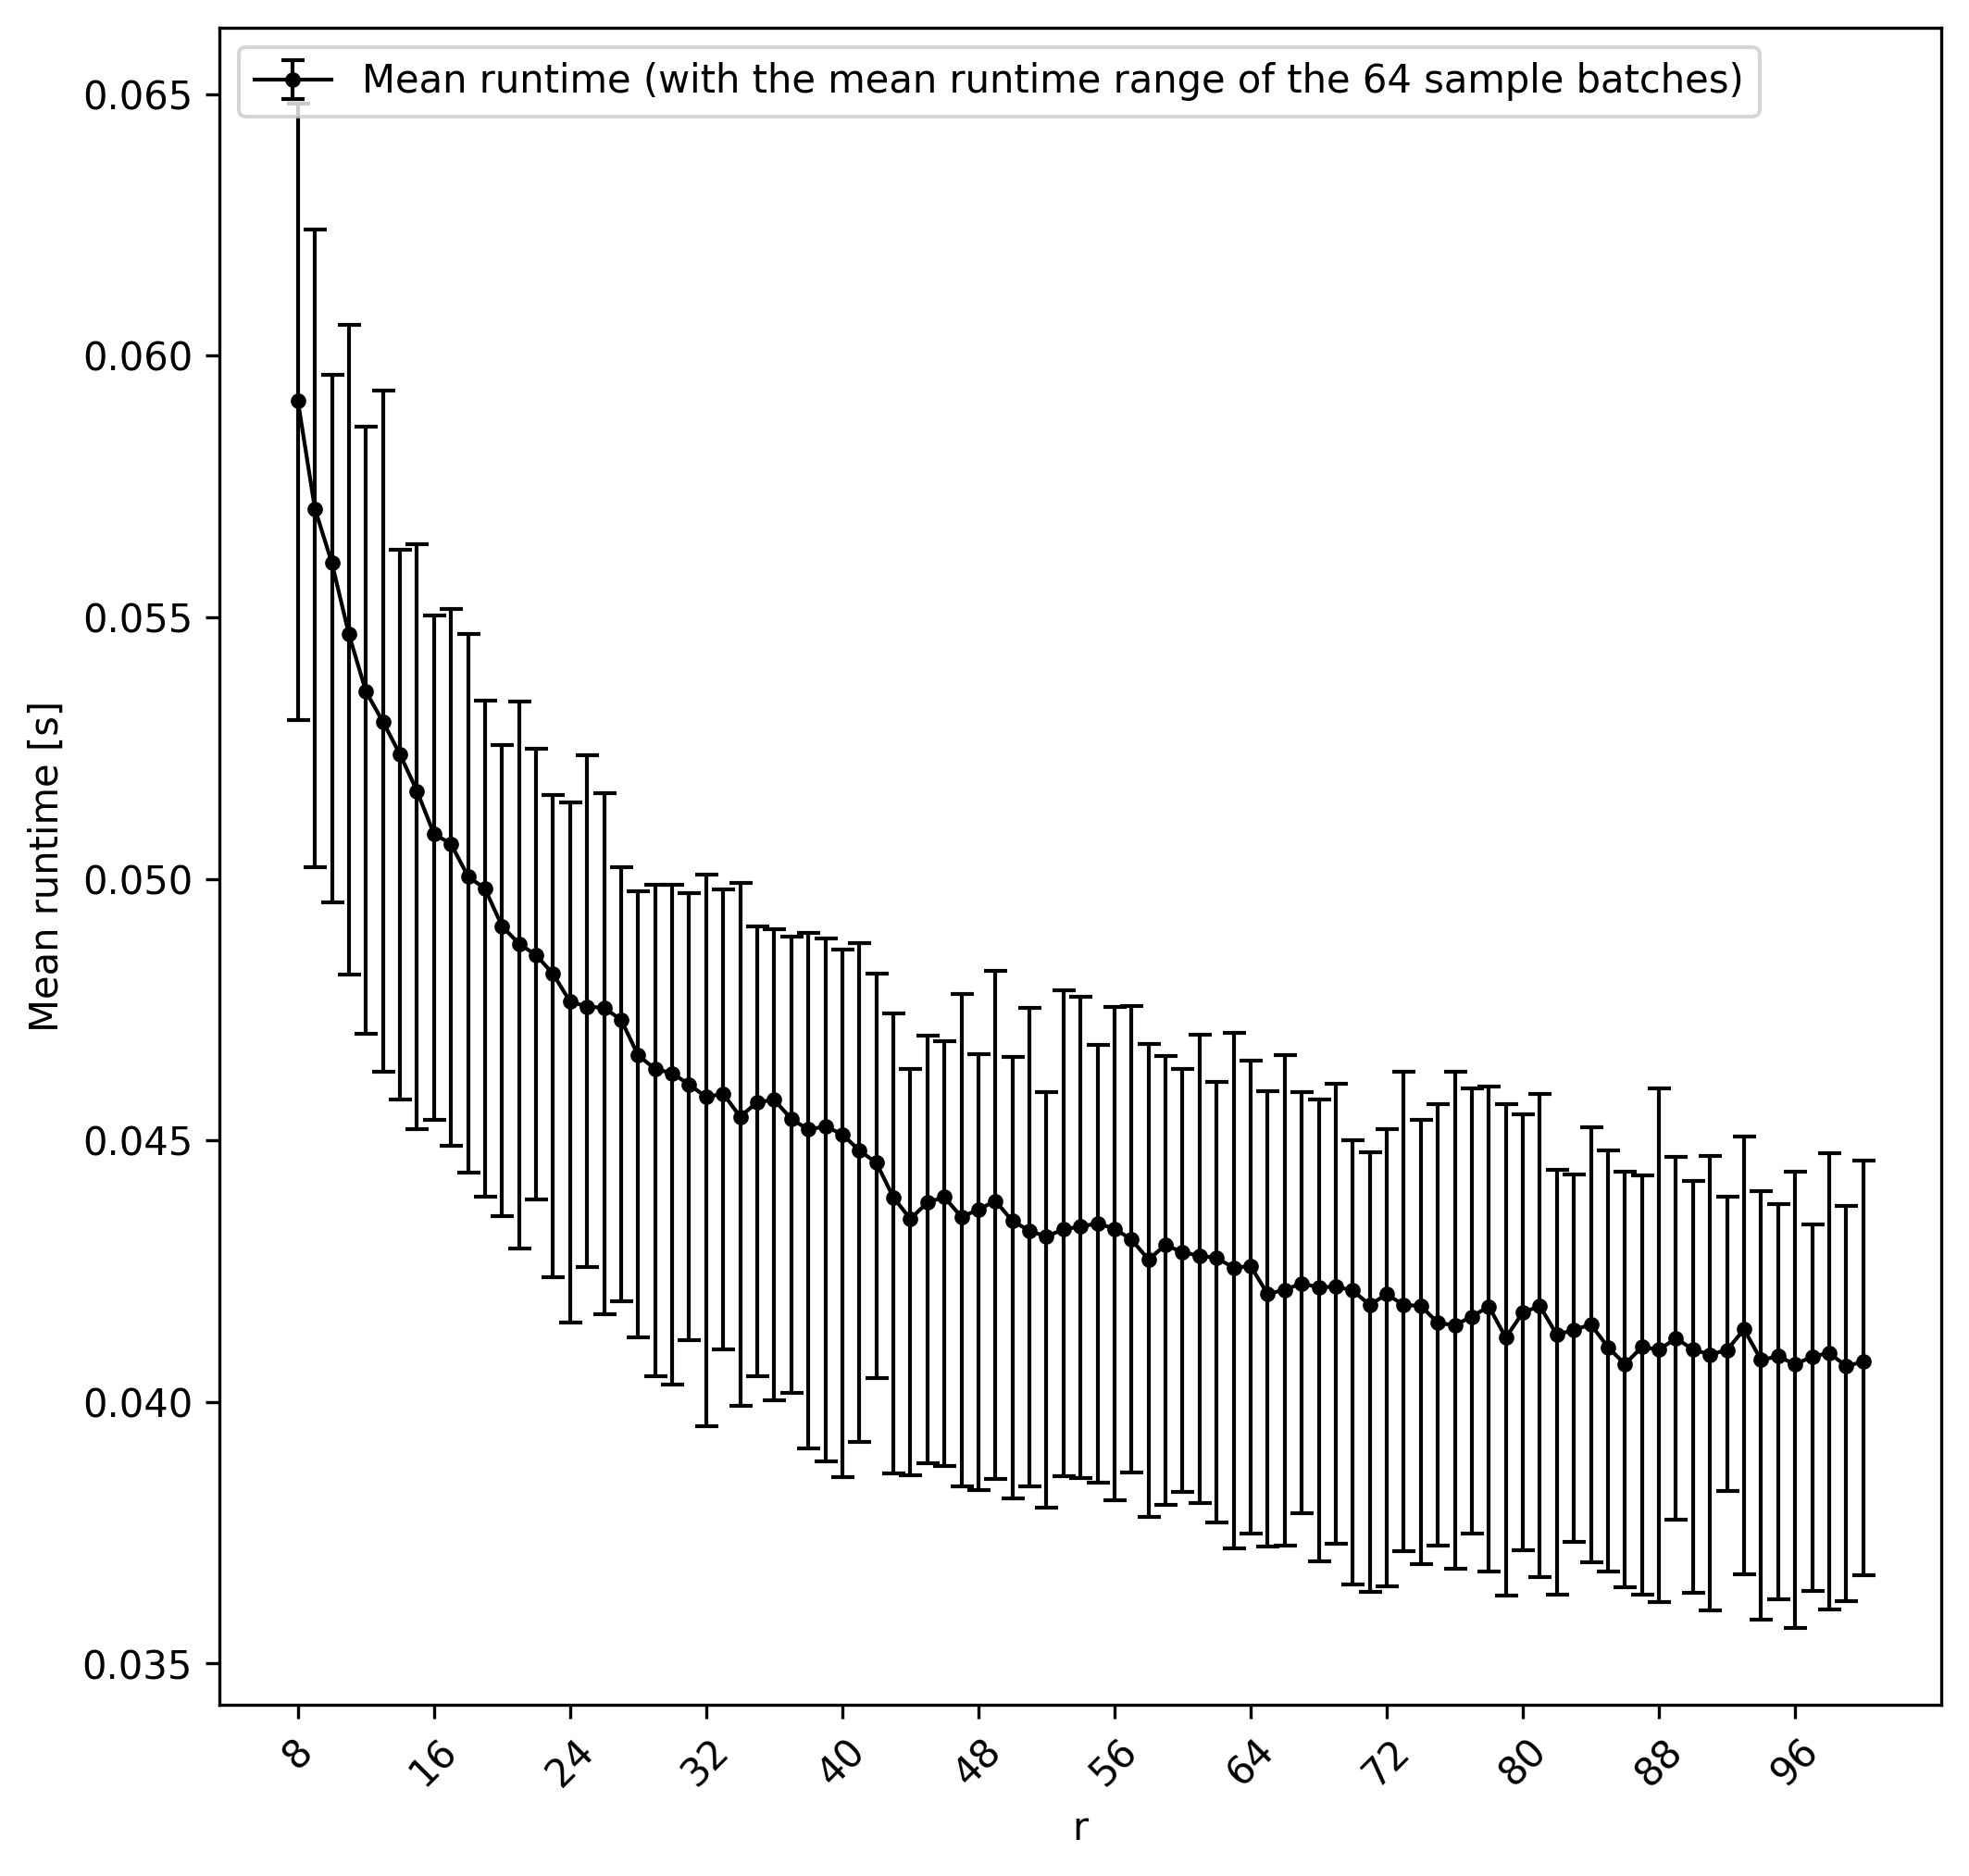 Mean runtime (with the mean runtime range of the 64 sample batches)
0.065
0.060
0.055
0.050
0.045
0.040
0.035
Mean runtime [s]
8 16 24 32 40 48 56 64 72 80 88 96
r